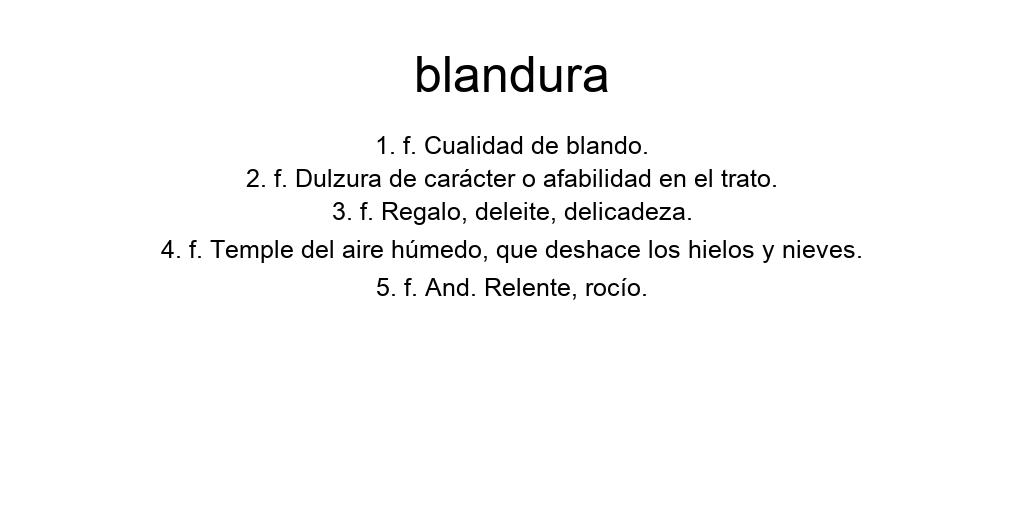 blandura
1. f. Cualidad de blando.
2. f. Dulzura de carácter o afabilidad en el trato.
3. f. Regalo, deleite, delicadeza.
4. f. Temple del aire húmedo, que deshace los hielos y nieves.
5. f. And. Relente, rocío.